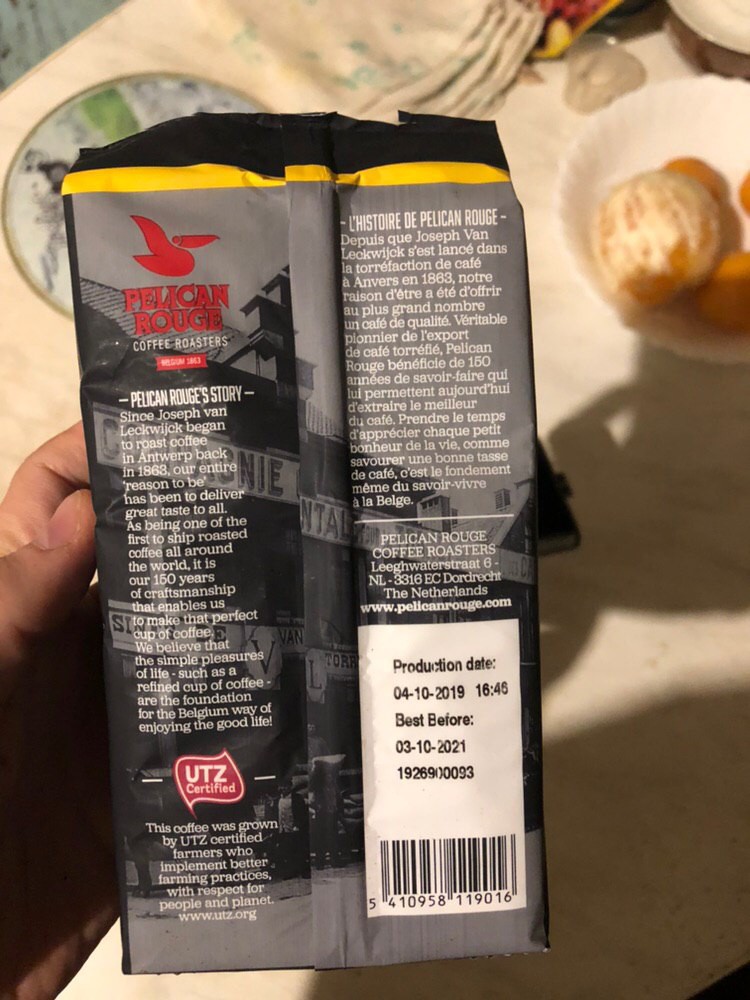 PELICAN
ROUGE
COFFEE ROASTERS
BELGIUM 1863
– PELICAN ROUGE'S STORY –
Since Joseph van
Leckwijck began
to roast coffee
in Antwerp back
in 1863, our entire
'reason to be'
has been to deliver
great taste to all.
As being one of the
first to ship roasted
coffee all around
the world, it is
our 150 years
of craftsmanship
that enables us
to make that perfect
cup of coffee.
We believe that
the simple pleasures
of life - such as a
refined cup of coffee -
are the foundation
for the Belgium way of
enjoying the good life!
UTZ
Certified
This coffee was grown
by UTZ certified
farmers who
implement better
farming practices,
with respect for
people and planet.
www.utz.org
– L'HISTOIRE DE PELICAN ROUGE –
Depuis que Joseph Van
Leckwijck s'est lancé dans
la torréfaction de café
à Anvers en 1863, notre
raison d'être a été d'offrir
au plus grand nombre
un café de qualité. Véritable
pionnier de l'export
de café torréfié, Pelican
Rouge bénéficie de 150
années de savoir-faire qui
lui permettent aujourd'hui
d'extraire le meilleur
du café. Prendre le temps
d'apprécier chaque petit
bonheur de la vie, comme
savourer une bonne tasse
de café, c'est le fondement
même du savoir-vivre
à la Belge.
PELICAN ROUGE
COFFEE ROASTERS
Leeghwaterstraat 6 -
NL - 3316 EC Dordrecht
The Netherlands
www.pelicanrouge.com
Production date:
04-10-2019 16:46
Best Before:
03-10-2021
1926900093
5 410958 119016